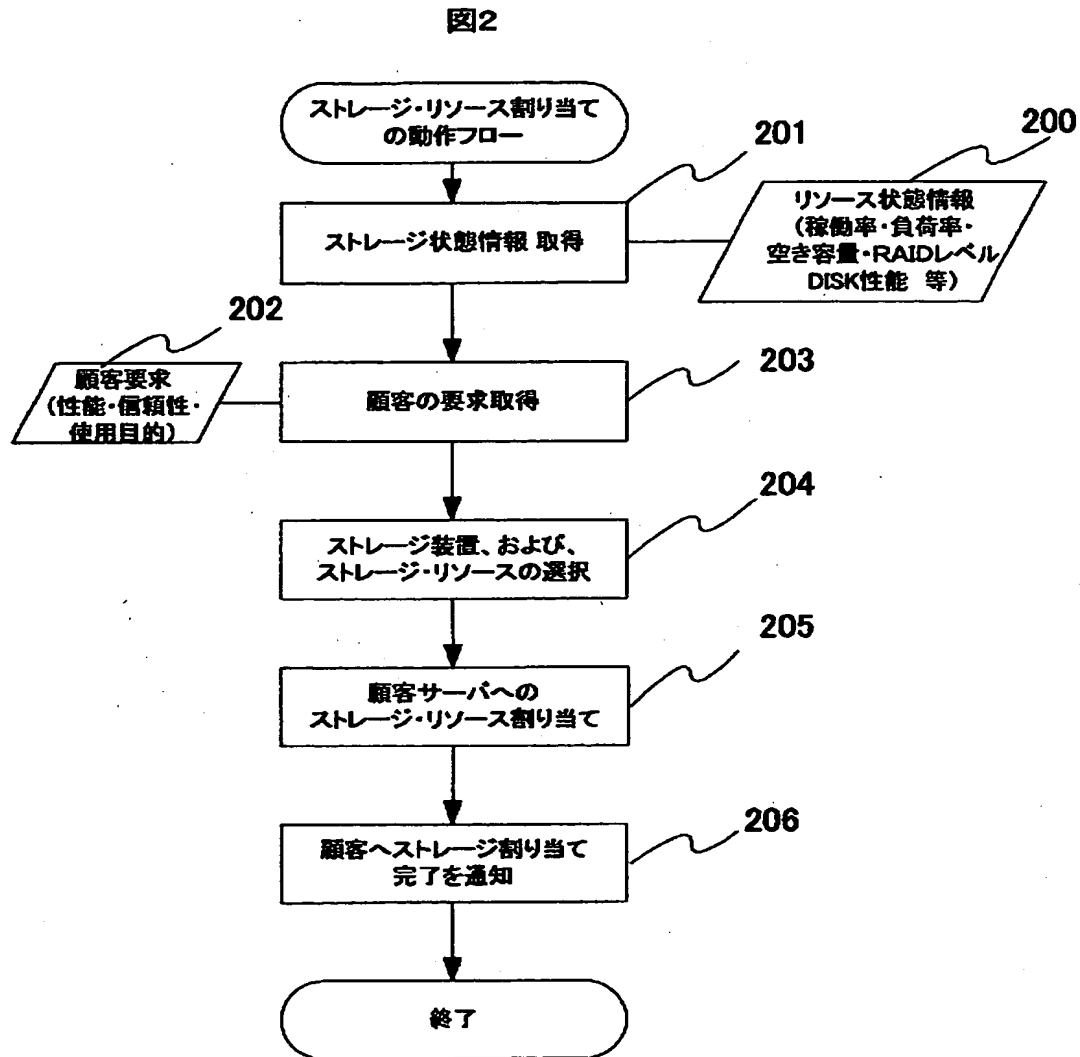 図2
ストレージ・リソース割り当て
の動作フロー
201
200
ストレージ状態情報 取得
リソース状態情報
(稼働率・負荷率・
空き容量・RAIDレベル
DISK性能 等)
202
顧客要求
(性能・信頼性・
使用目的)
203
顧客の要求取得
204
ストレージ装置、および、
ストレージ・リソースの選択
205
顧客サーバへの
ストレージ・リソース割り当て
206
顧客へストレージ割り当て
完了を通知
終了